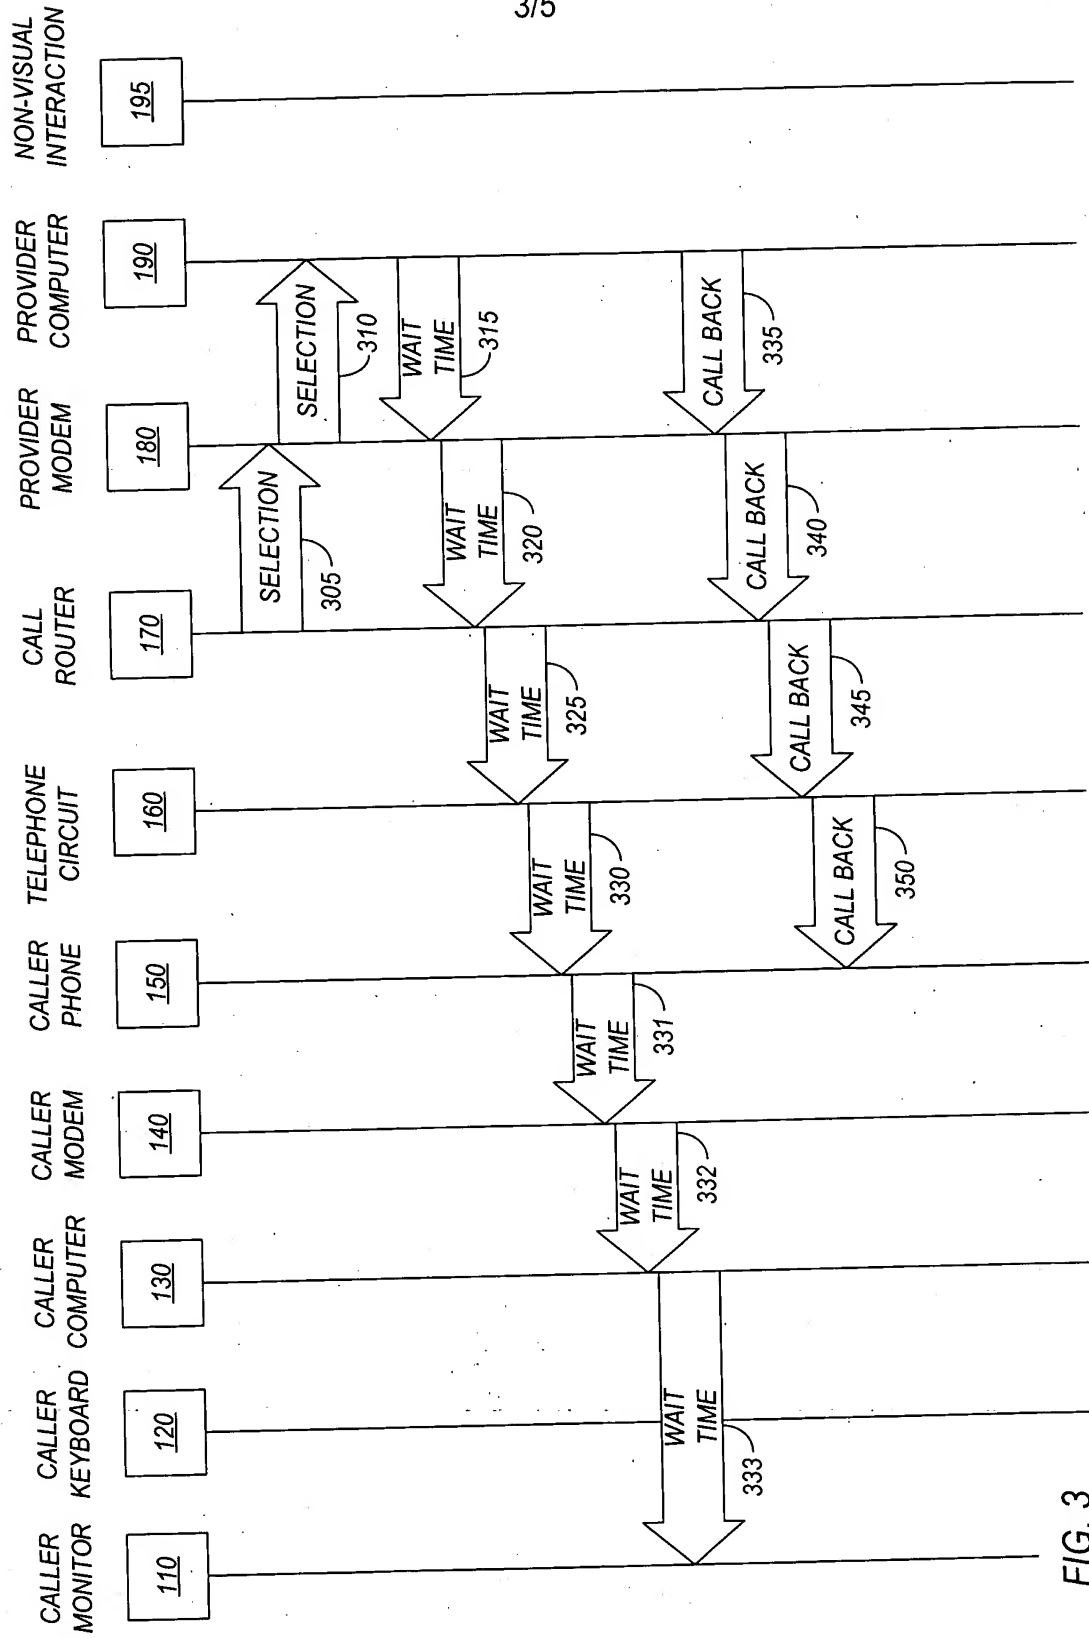 3/5
CALLER
MONITOR
110
CALLER
KEYBOARD
120
CALLER
COMPUTER
130
CALLER
MODEM
140
CALLER
PHONE
150
TELEPHONE
CIRCUIT
160
CALL
ROUTER
170
PROVIDER
MODEM
180
PROVIDER
COMPUTER
190
NON-VISUAL
INTERACTION
195
SELECTION
305
SELECTION
310
WAIT
TIME
315
WAIT
TIME
320
WAIT
TIME
325
WAIT
TIME
330
WAIT
TIME
331
WAIT
TIME
332
WAIT
TIME
333
CALL BACK
335
CALL BACK
340
CALL BACK
345
CALL BACK
350
FIG. 3